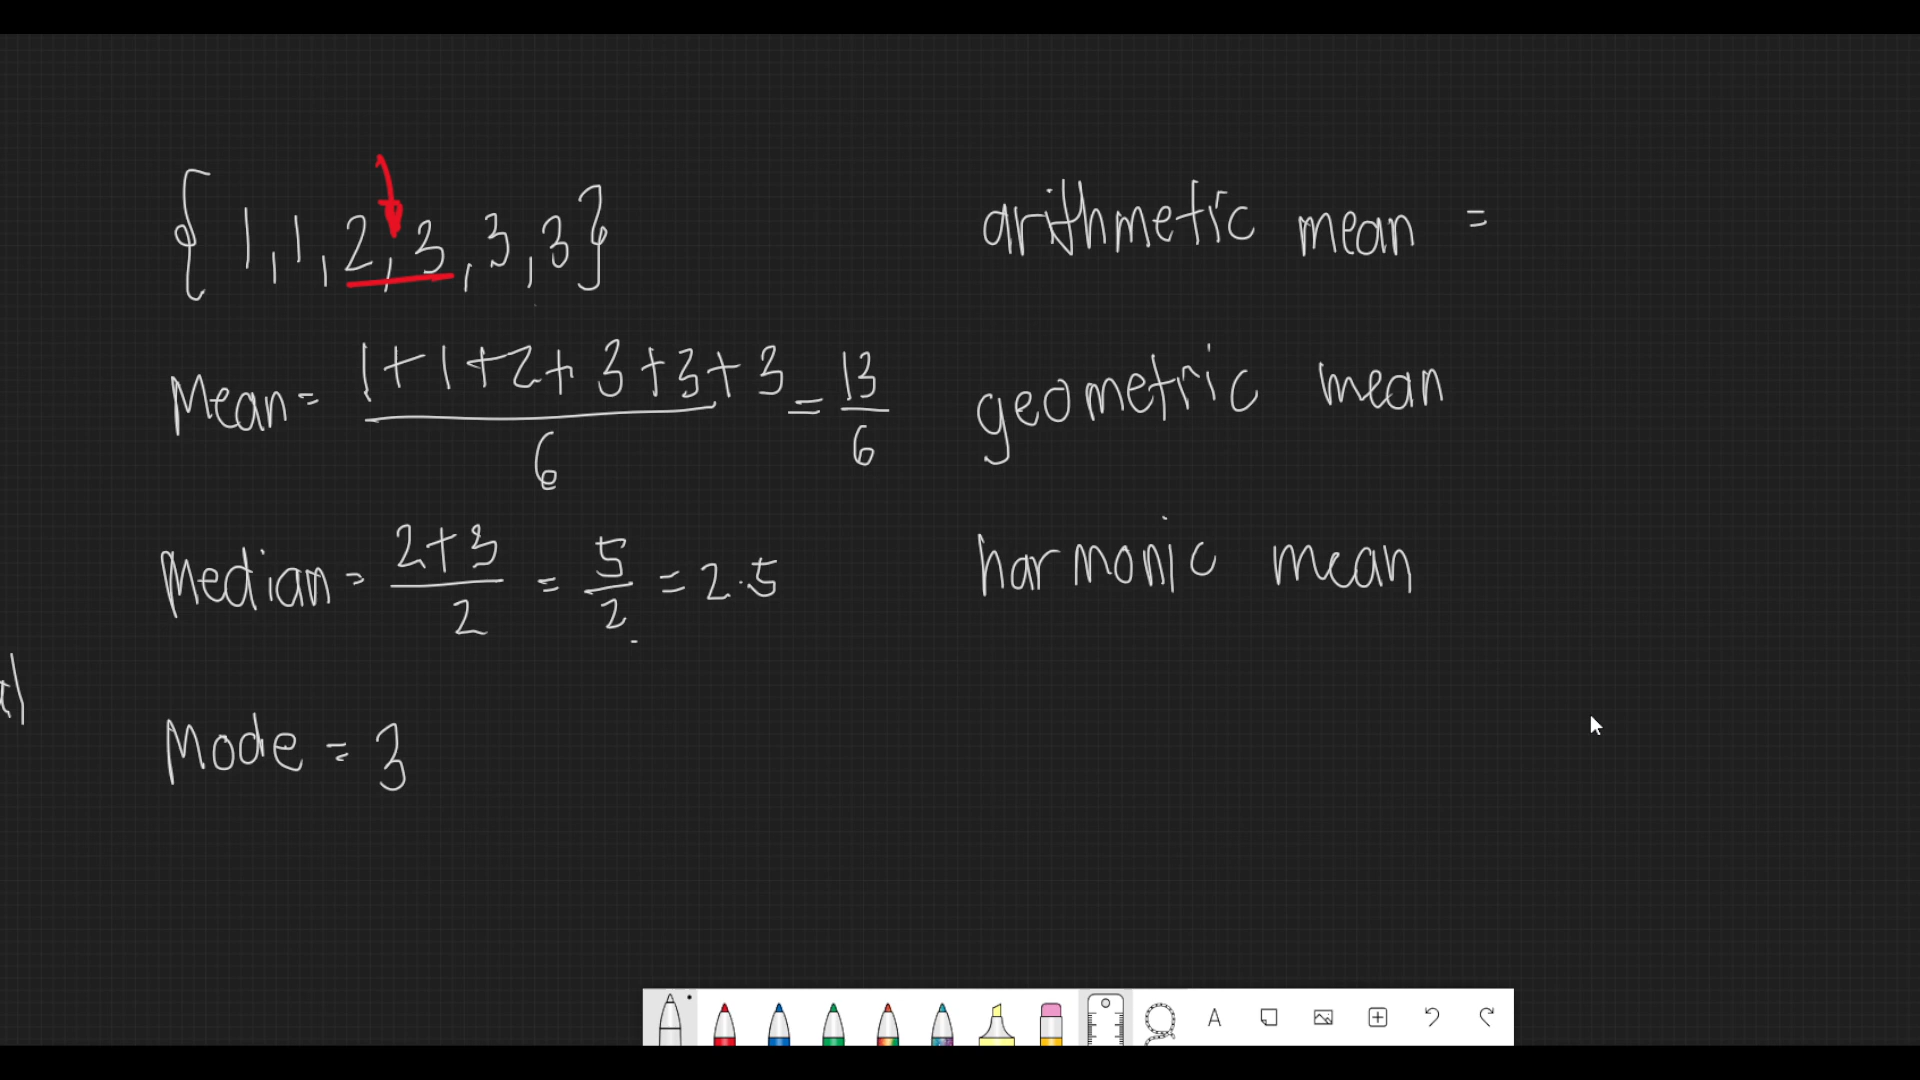 {1,1,2,3,3,3}
Mean = 1+1+2+3+3+3 / 6 = 13/6
Median = 2+3 / 2 = 5/2 = 2.5
Mode = 3
arithmetic mean =
geometric mean
harmonic mean
A